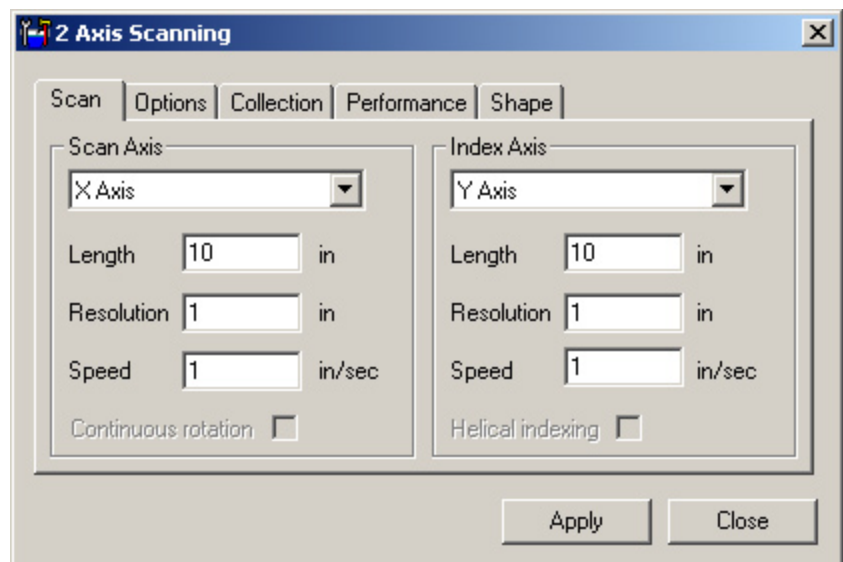 2 Axis Scanning
Scan Options Collection Performance Shape
Scan Axis
X Axis
Length 10 in
Resolution 1 in
Speed 1 in/sec
Continuous rotation
Index Axis
Y Axis
Length 10 in
Resolution 1 in
Speed 1 in/sec
Helical indexing
Apply Close